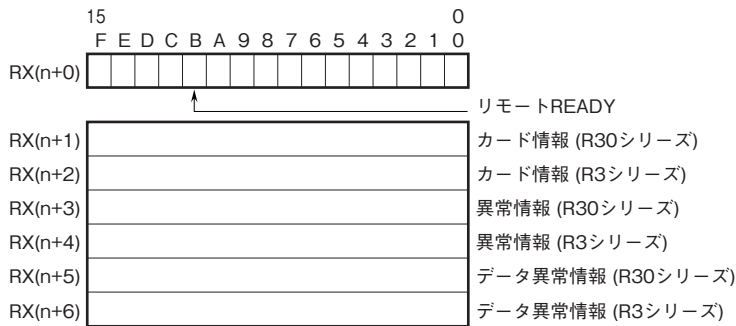 15 0
F E D C B A 9 8 7 6 5 4 3 2 1 0
RX(n+0)
リモートREADY
RX(n+1) カード情報 (R30シリーズ)
RX(n+2) カード情報 (R3シリーズ)
RX(n+3) 異常情報 (R30シリーズ)
RX(n+4) 異常情報 (R3シリーズ)
RX(n+5) データ異常情報 (R30シリーズ)
RX(n+6) データ異常情報 (R3シリーズ)